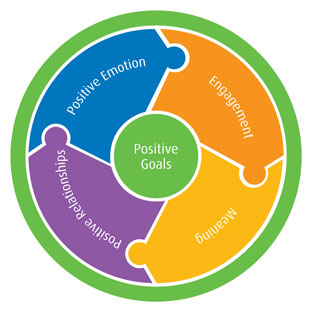 Positive Emotion
Engagement
Positive
Goals
Positive Relationships
Meaning